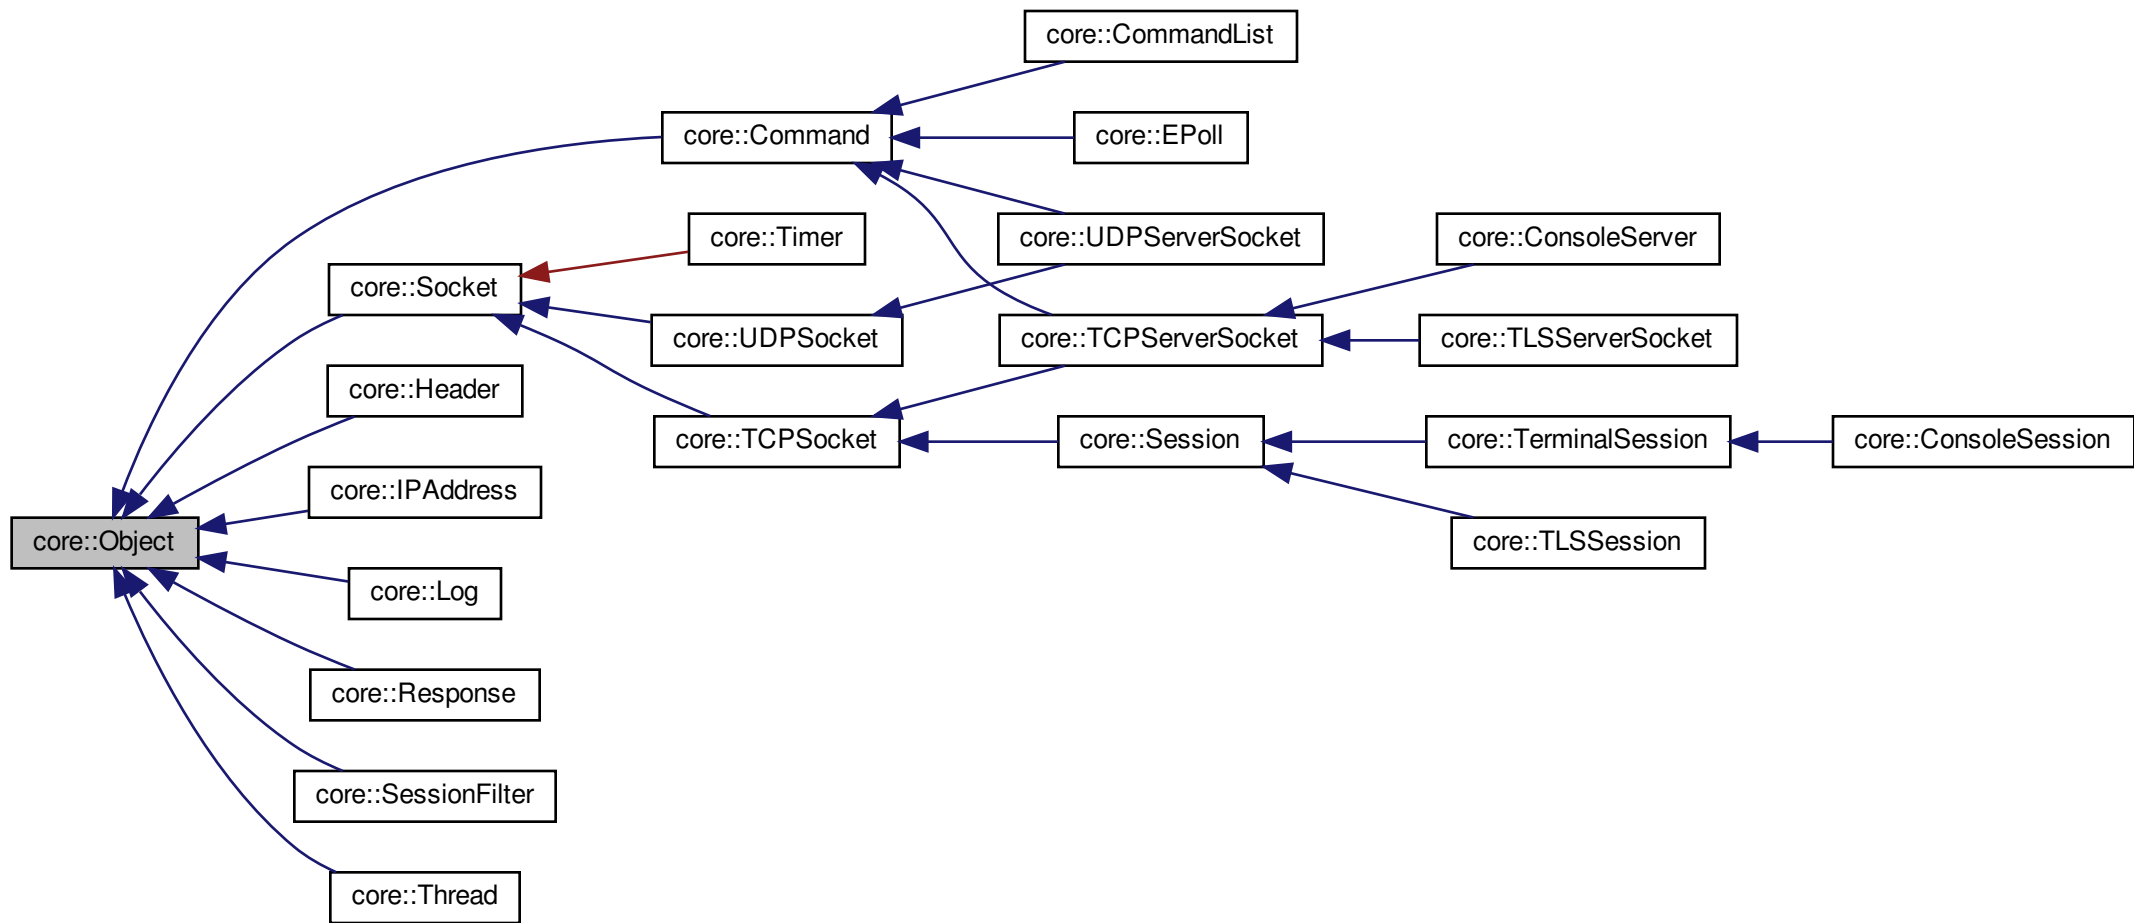 core::CommandList
core::Command
core::EPoll
core::Timer
core::UDPServerSocket
core::ConsoleServer
core::Socket
core::UDPSocket
core::TCPServerSocket
core::TLSServerSocket
core::Header
core::TCPSocket
core::Session
core::TerminalSession
core::ConsoleSession
core::IPAddress
core::Object
core::TLSSession
core::Log
core::Response
core::SessionFilter
core::Thread